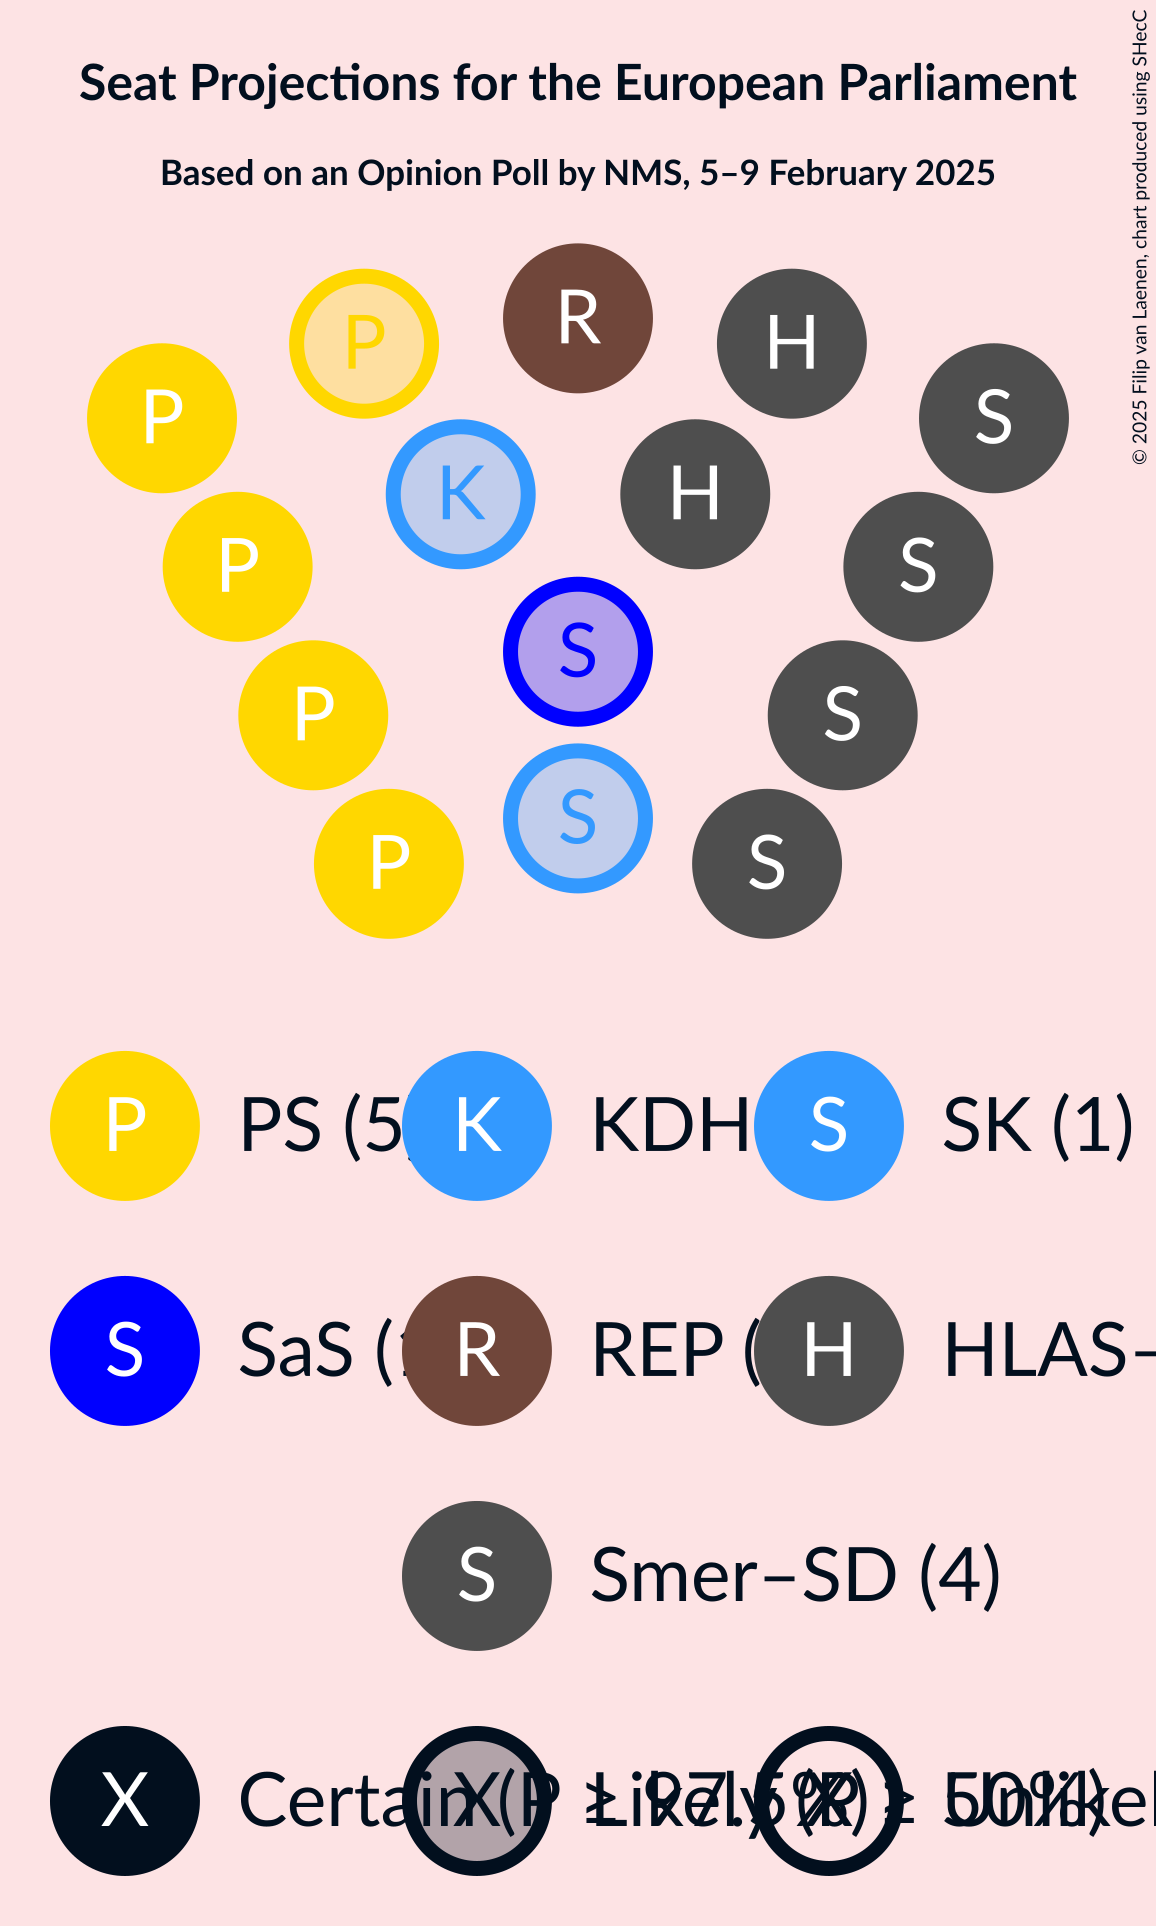 Seat Projections for the European Parliament
Based on an Opinion Poll by NMS, 5–9 February 2025
© 2025 Filip van Laenen, chart produced using SHecC
R
P H
P S
K H
P S
S
P S
S
P S
P PS (5) K KDH S SK (1)
S SaS ( R REP ( H HLAS–
S Smer–SD (4)
X Certain (P ≥ 97.5%) X Likely (P ≥ 50%) X Unlikel